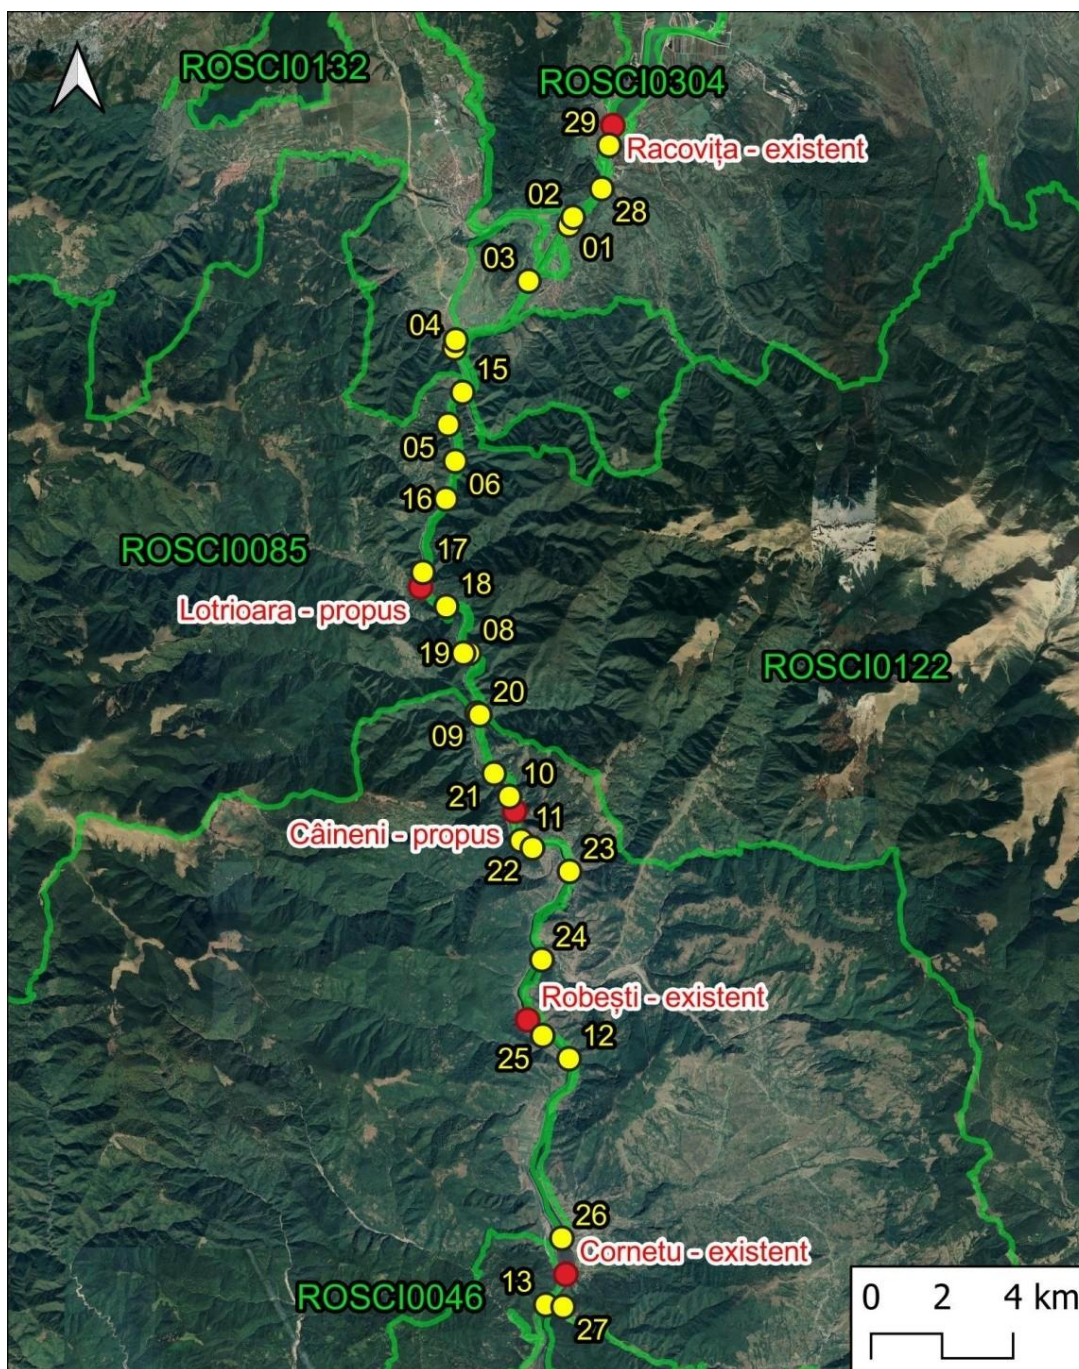 ROSCI0132
ROSCI0304
29
Racovița - existent
02
28
01
03
04
15
05
06
16
ROSCI0085
17
18
Lotrioara - propus
08
19
ROSCI0122
20
09
10
21
11
Câineni - propus
23
22
24
Robești - existent
12
25
26
Cornetu - existent
13
ROSCI0046
27
0 2 4 km